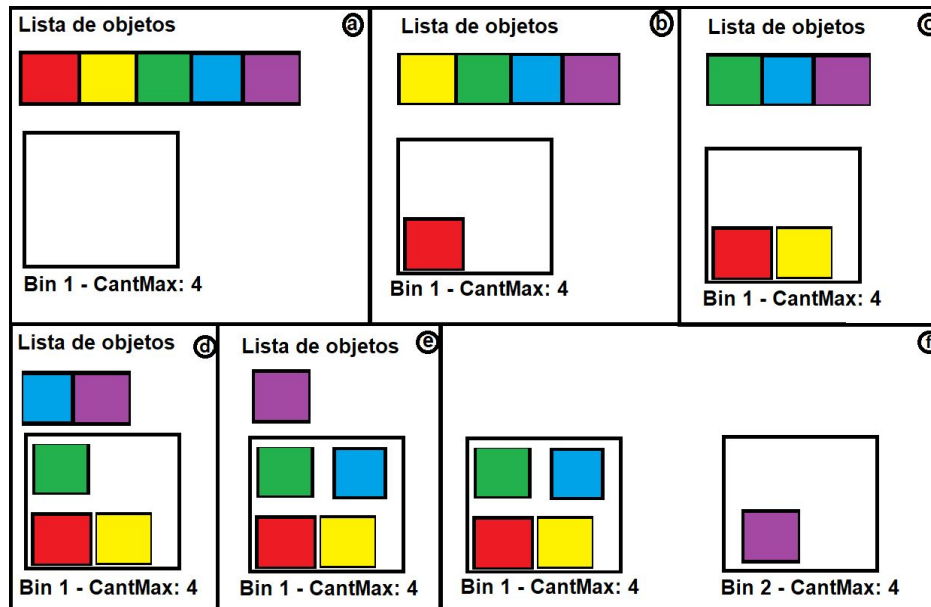 Lista de objetos
a
Bin 1 - CantMax: 4
Lista de objetos
b
Bin 1 - CantMax: 4
Lista de objetos
c
Bin 1 - CantMax: 4
Lista de objetos
d
Bin 1 - CantMax: 4
Lista de objetos
e
Bin 1 - CantMax: 4
f
Bin 1 - CantMax: 4
Bin 2 - CantMax: 4